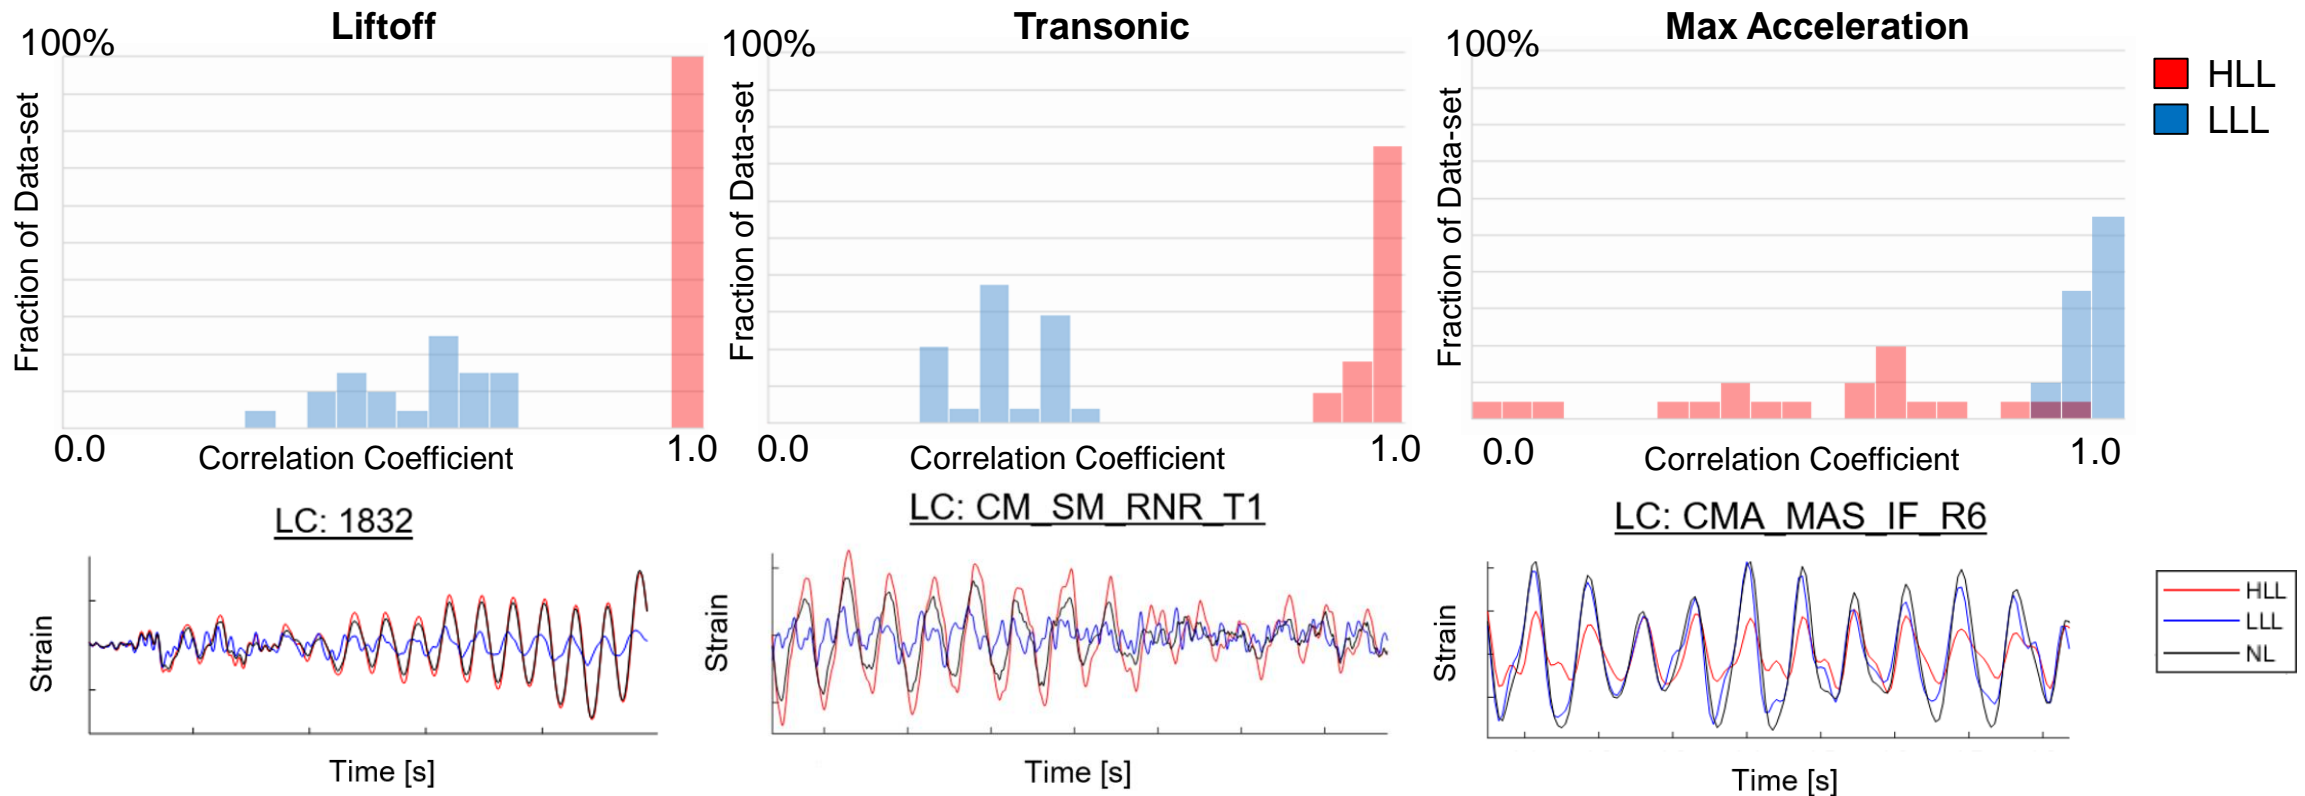 Liftoff
100%
Fraction of Data-set
0.0
Correlation Coefficient
1.0
Transonic
100%
Fraction of Data-set
0.0
Correlation Coefficient
1.0
Max Acceleration
100%
Fraction of Data-set
0.0
Correlation Coefficient
1.0
HLL
LLL
LC: 1832
Strain
Time [s]
LC: CM_SM_RNR_T1
Strain
Time [s]
LC: CMA_MAS_IF_R6
Strain
Time [s]
HLL
LLL
NL